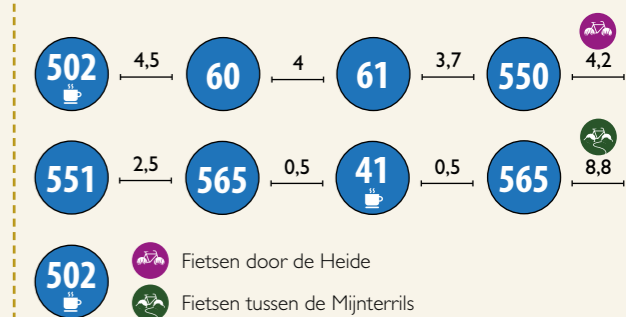 502 4,5 60 4 61 3,7 550 4,2
551 2,5 565 0,5 41 0,5 565 8,8
502
Fietsen door de Heide
Fietsen tussen de Mijnterrils